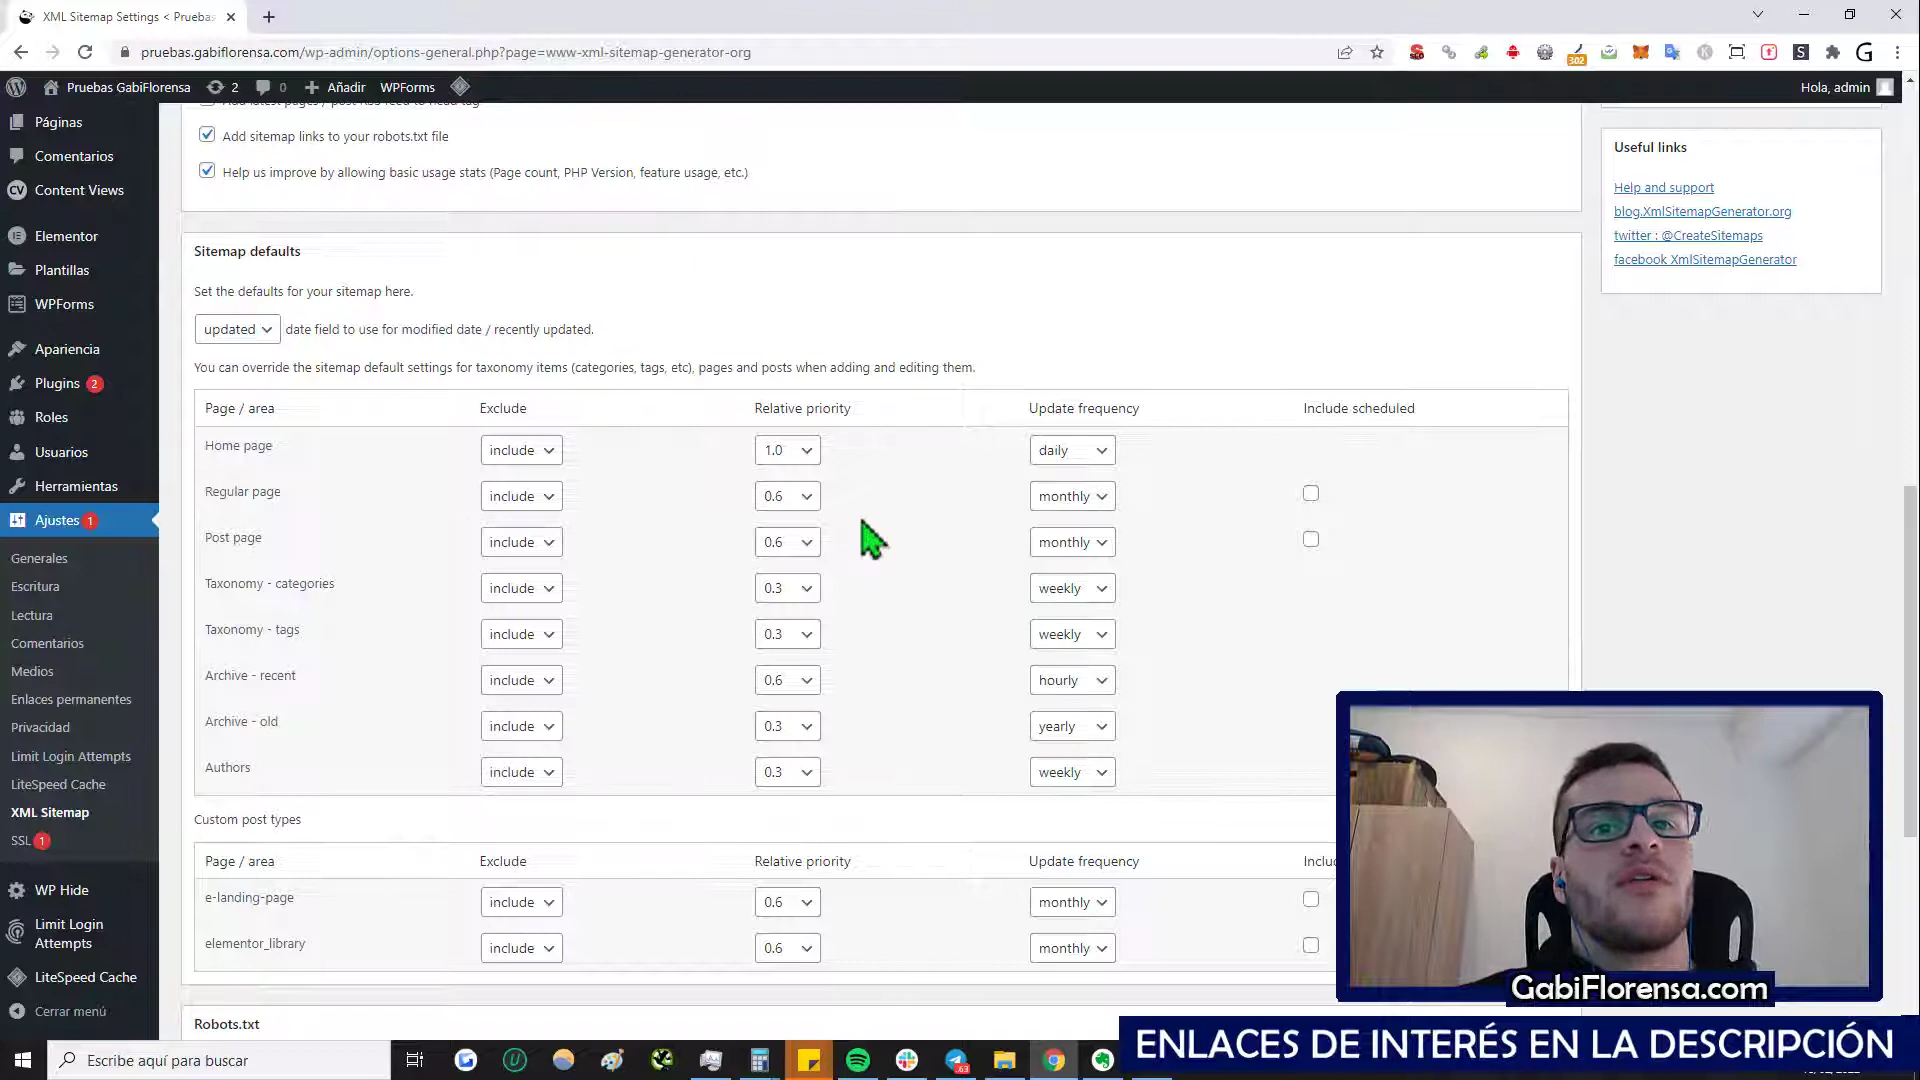 XML Sitemap Settings < Pruebas
pruebas.gabiflorensa.com/wp-admin/options-general.php?page=www-xml-sitemap-generator-org
302
Pruebas GabiFlorensa
2
0
Añadir
WPForms
Hola, admin
Páginas
Comentarios
Content Views
Elementor
Plantillas
WPForms
Apariencia
Plugins 2
Roles
Usuarios
Herramientas
Ajustes 1
Generales
Escritura
Lectura
Comentarios
Medios
Enlaces permanentes
Privacidad
Limit Login Attempts
LiteSpeed Cache
XML Sitemap
SSL 1
WP Hide
Limit Login
Attempts
LiteSpeed Cache
Cerrar menú
Add latest pages / post RSS feed to head tag
Add sitemap links to your robots.txt file
Help us improve by allowing basic usage stats (Page count, PHP Version, feature usage, etc.)
Sitemap defaults
Set the defaults for your sitemap here.
updated date field to use for modified date / recently updated.
You can override the sitemap default settings for taxonomy items (categories, tags, etc), pages and posts when adding and editing them.
Page / area Exclude Relative priority Update frequency Include scheduled
Home page include 1.0 daily
Regular page include 0.6 monthly
Post page include 0.6 monthly
Taxonomy - categories include 0.3 weekly
Taxonomy - tags include 0.3 weekly
Archive - recent include 0.6 hourly
Archive - old include 0.3 yearly
Authors include 0.3 weekly
Custom post types
Page / area Exclude Relative priority Update frequency
e-landing-page include 0.6 monthly
elementor_library include 0.6 monthly
Robots.txt
Useful links
Help and support
blog.XmlSitemapGenerator.org
twitter : @CreateSitemaps
facebook XmlSitemapGenerator
GabiFlorensa.com
ENLACES DE INTERÉS EN LA DESCRIPCIÓN
Escribe aquí para buscar
63